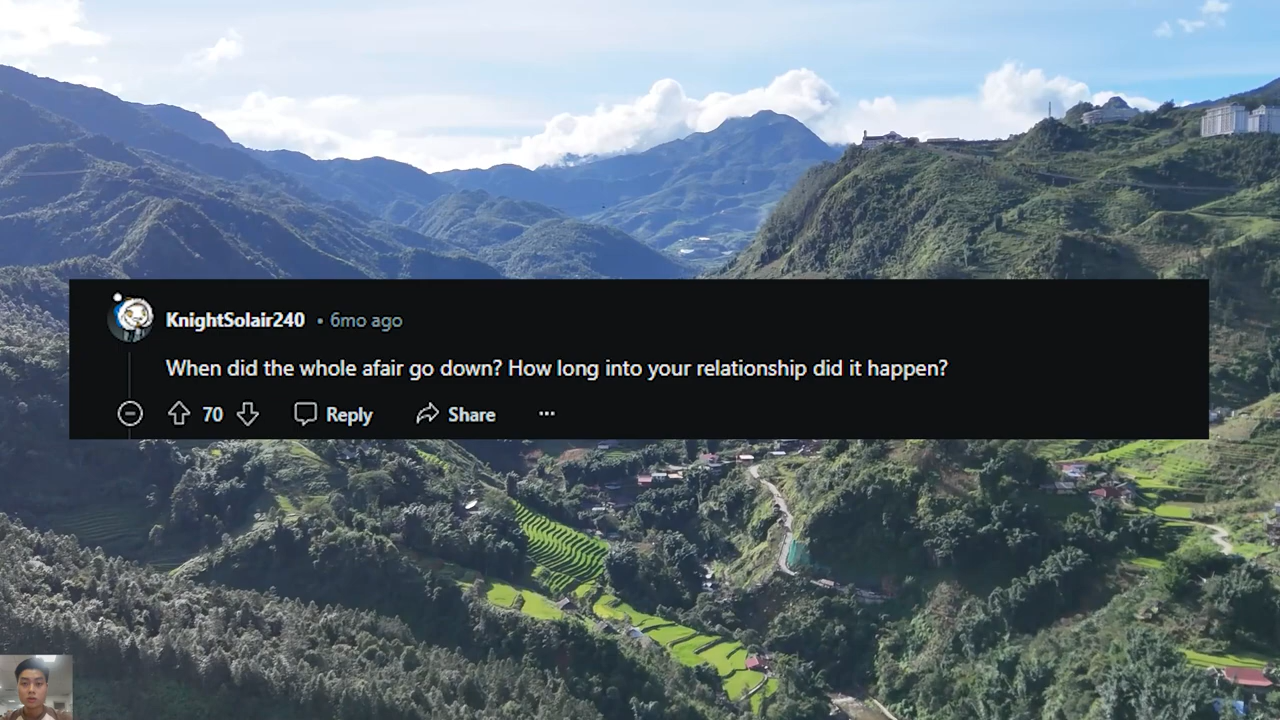 KnightSolair240 • 6mo ago
When did the whole afair go down? How long into your relationship did it happen?
70 Reply Share ...